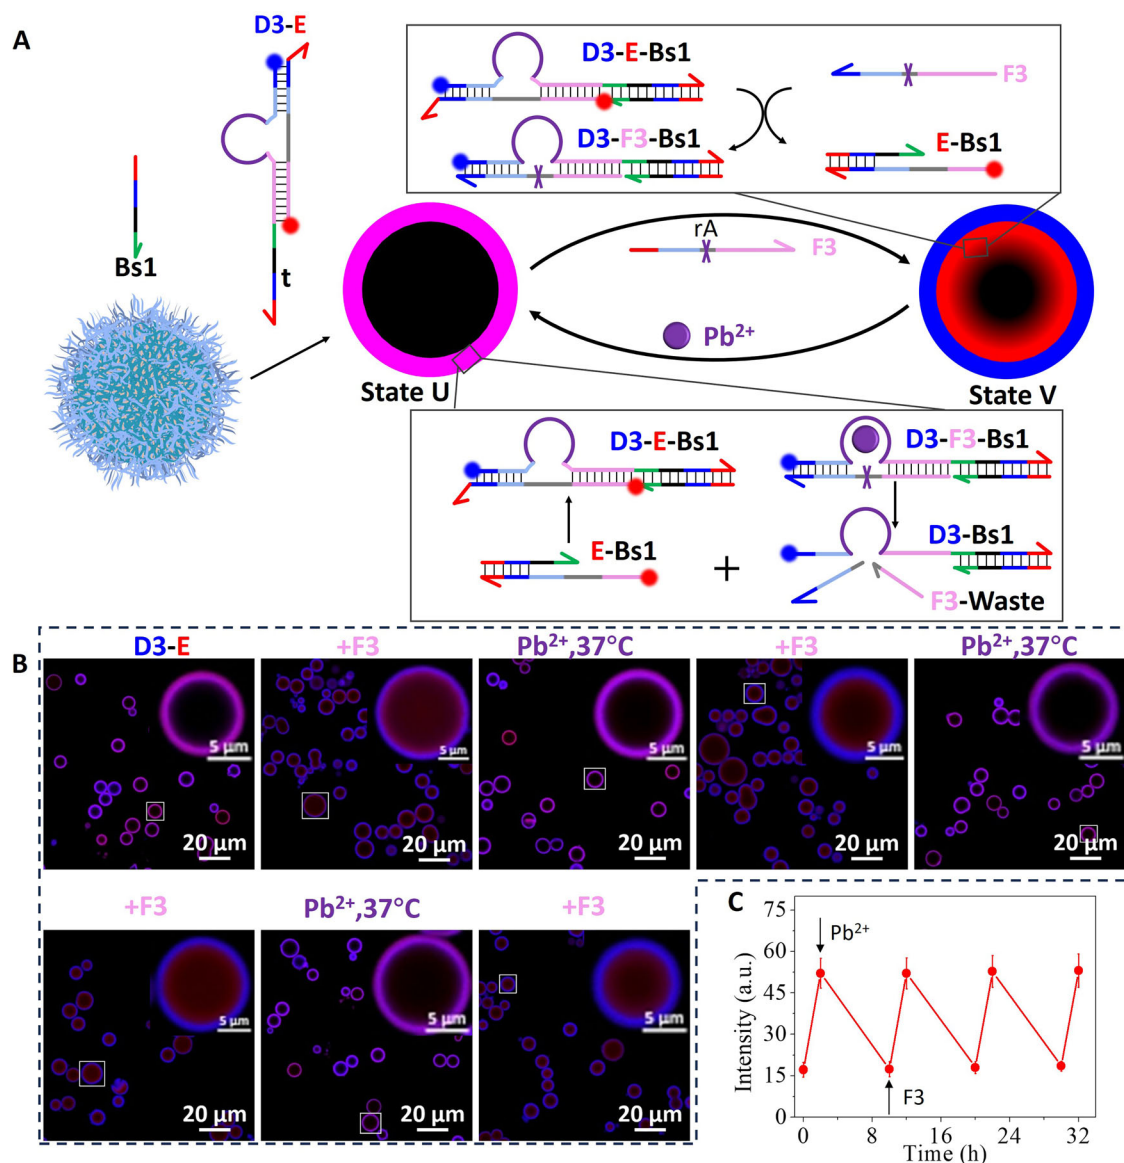 A
D3-E
Bs1
t
D3-E-Bs1
F3
D3-F3-Bs1
E-Bs1
rA
F3
Pb²⁺
State U
State V
D3-E-Bs1
D3-F3-Bs1
E-Bs1
+
D3-Bs1
F3-Waste
B
D3-E
+F3
Pb²⁺,37°C
+F3
Pb²⁺,37°C
5 μm
5 μm
5 μm
5 μm
5 μm
20 μm
20 μm
20 μm
20 μm
20 μm
+F3
Pb²⁺,37°C
+F3
5 μm
5 μm
5 μm
20 μm
20 μm
20 μm
C
75
60
45
30
15
0
Intensity (a.u.)
Pb²⁺
F3
0 8 16 24 32
Time (h)